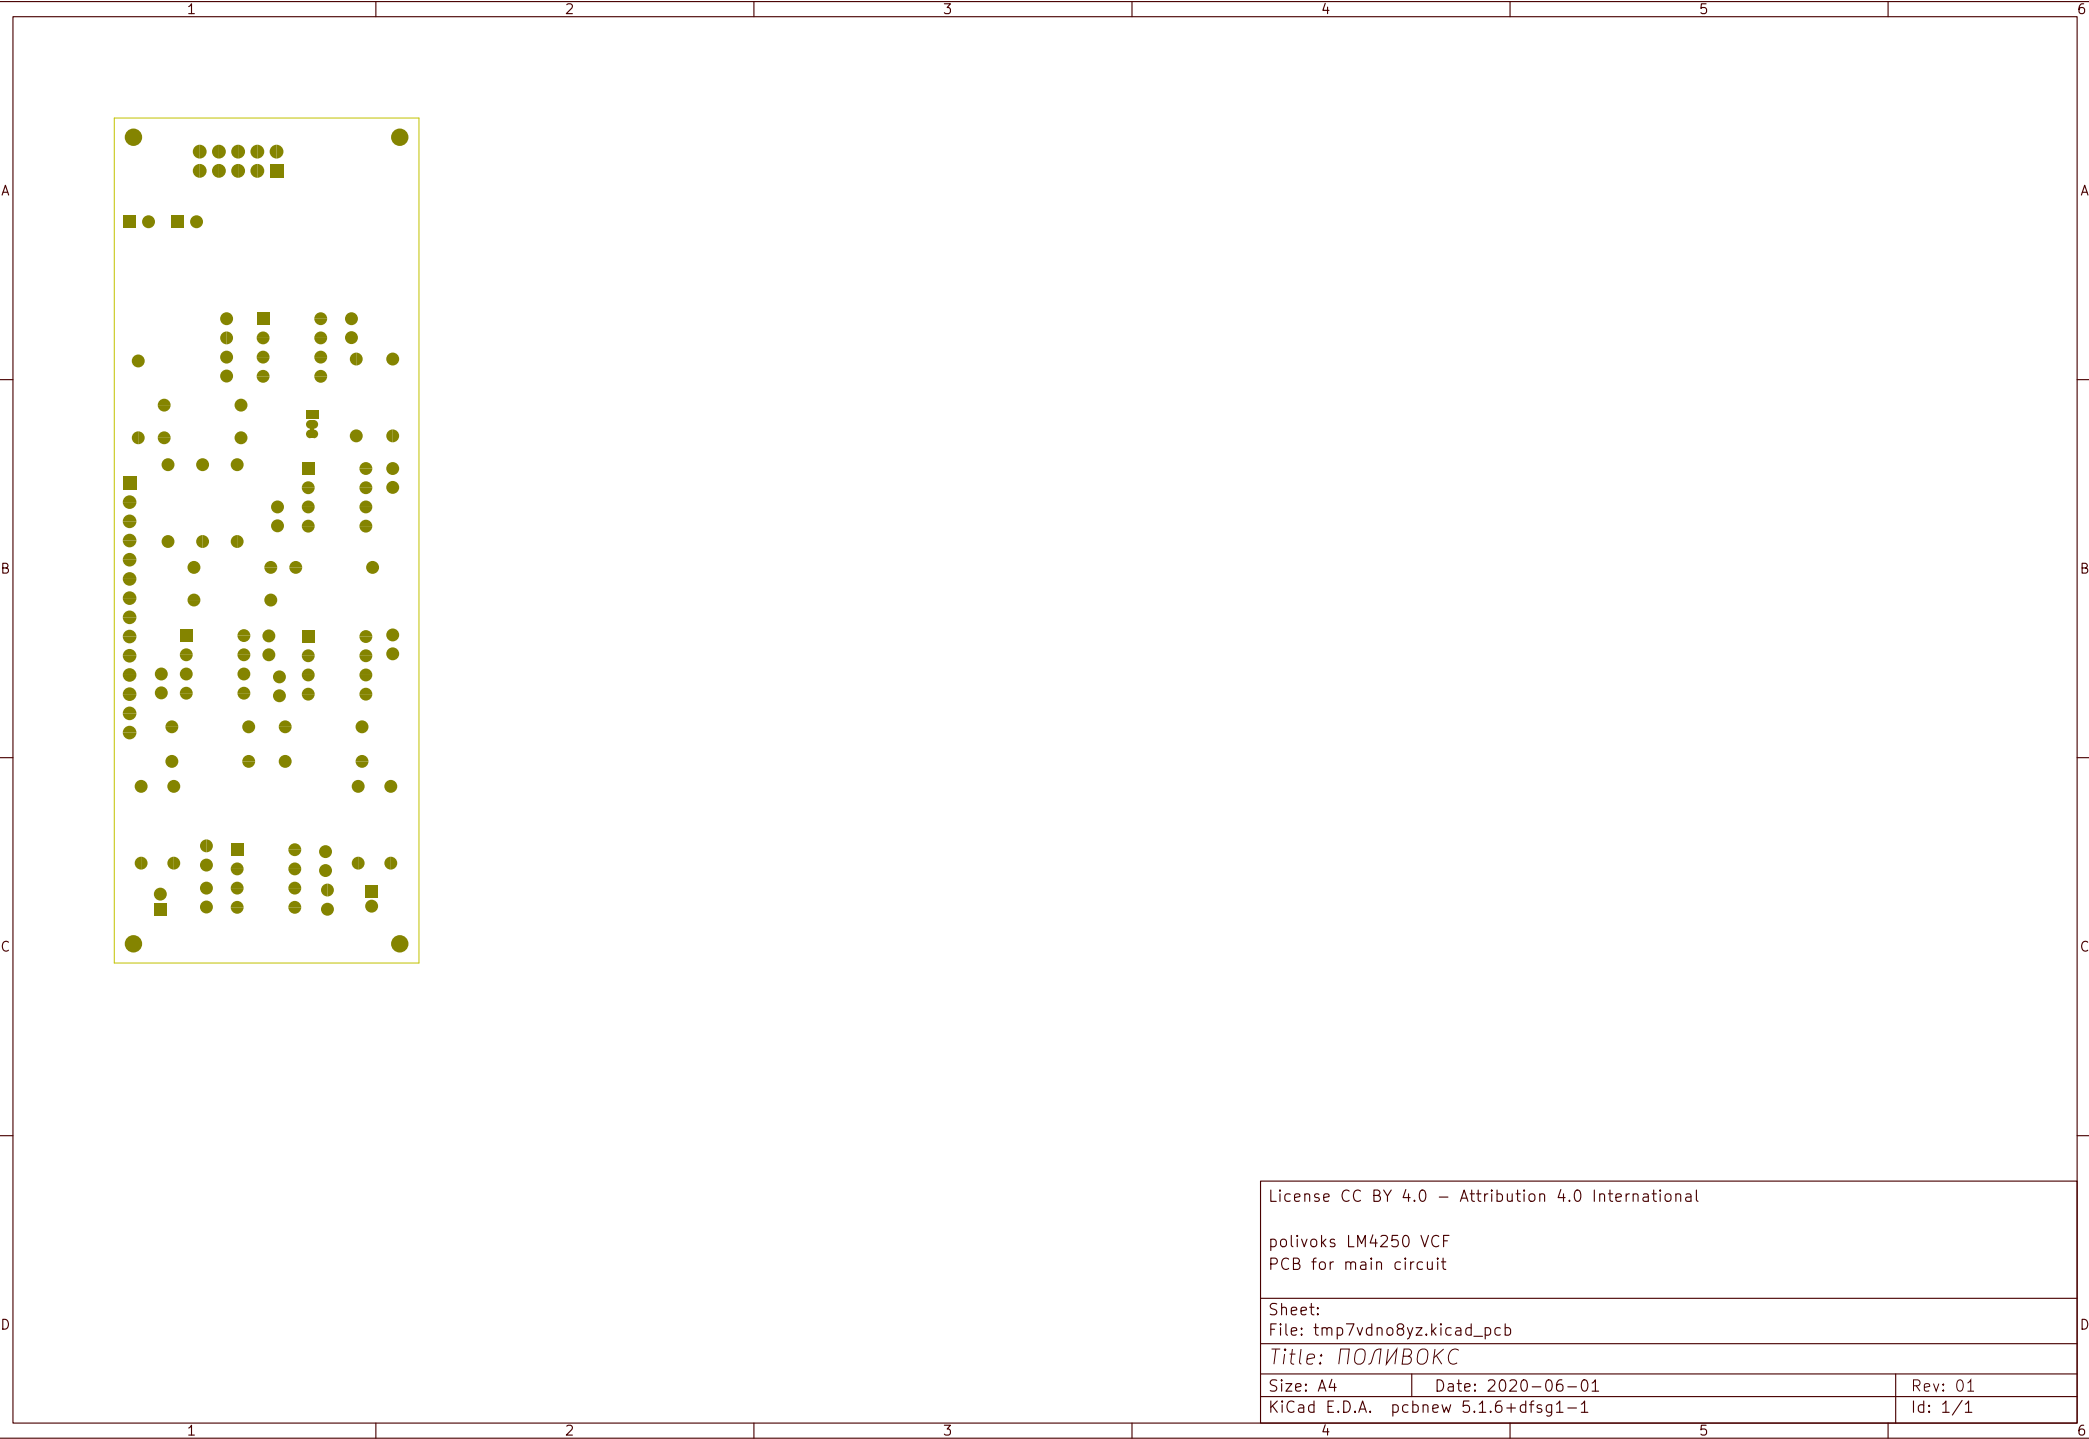 1 2 3 4 5 6
A A
B B
C C
D D
License CC BY 4.0 – Attribution 4.0 International
polivoks LM4250 VCF
PCB for main circuit
Sheet:
File: tmp7vdno8yz.kicad_pcb
Title: ПОЛИВОКС
Size: A4 Date: 2020-06-01 Rev: 01
KiCad E.D.A. pcbnew 5.1.6+dfsg1-1 Id: 1/1
1 2 3 4 5 6